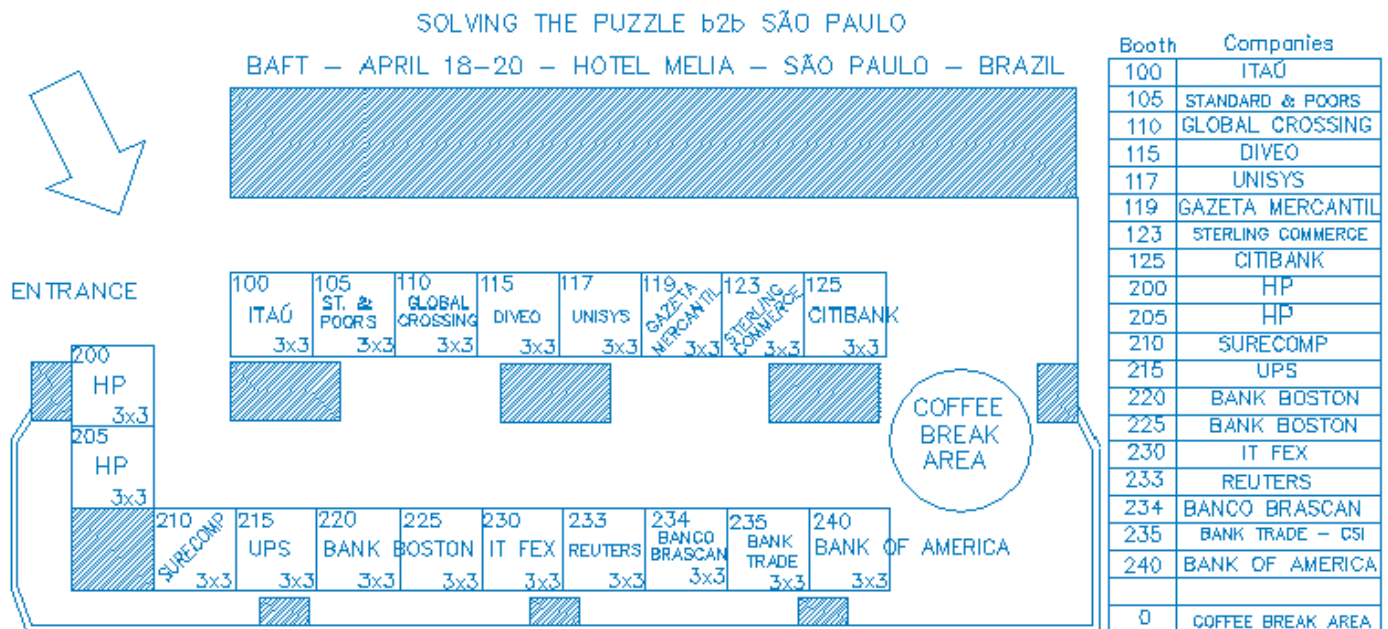 SOLVING THE PUZZLE b2b SÃO PAULO
BAFT – APRIL 18–20 – HOTEL MELIA – SÃO PAULO – BRAZIL
ENTRANCE
100
ITAÚ
3x3
105
ST. &
POORS
3x3
110
GLOBAL
CROSSING
3x3
115
DIVEO
3x3
117
UNISYS
3x3
119
GAZETA
MERCANTIL
3x3
123
STERLING
COMMERCE
3x3
125
CITIBANK
3x3
200
HP
3x3
205
HP
3x3
COFFEE
BREAK
AREA
210
SURECOMP
3x3
215
UPS
3x3
220
225
BANK BOSTON
3x3
3x3
230
IT FEX
3x3
233
REUTERS
3x3
234
BANCO
BRASCAN
3x3
235
BANK
TRADE
3x3
240
BANK OF AMERICA
3x3
Booth Companies
100 ITAÚ
105 STANDARD & POORS
110 GLOBAL CROSSING
115 DIVEO
117 UNISYS
119 GAZETA MERCANTIL
123 STERLING COMMERCE
125 CITIBANK
200 HP
205 HP
210 SURECOMP
215 UPS
220 BANK BOSTON
225 BANK BOSTON
230 IT FEX
233 REUTERS
234 BANCO BRASCAN
235 BANK TRADE – CSI
240 BANK OF AMERICA
0 COFFEE BREAK AREA